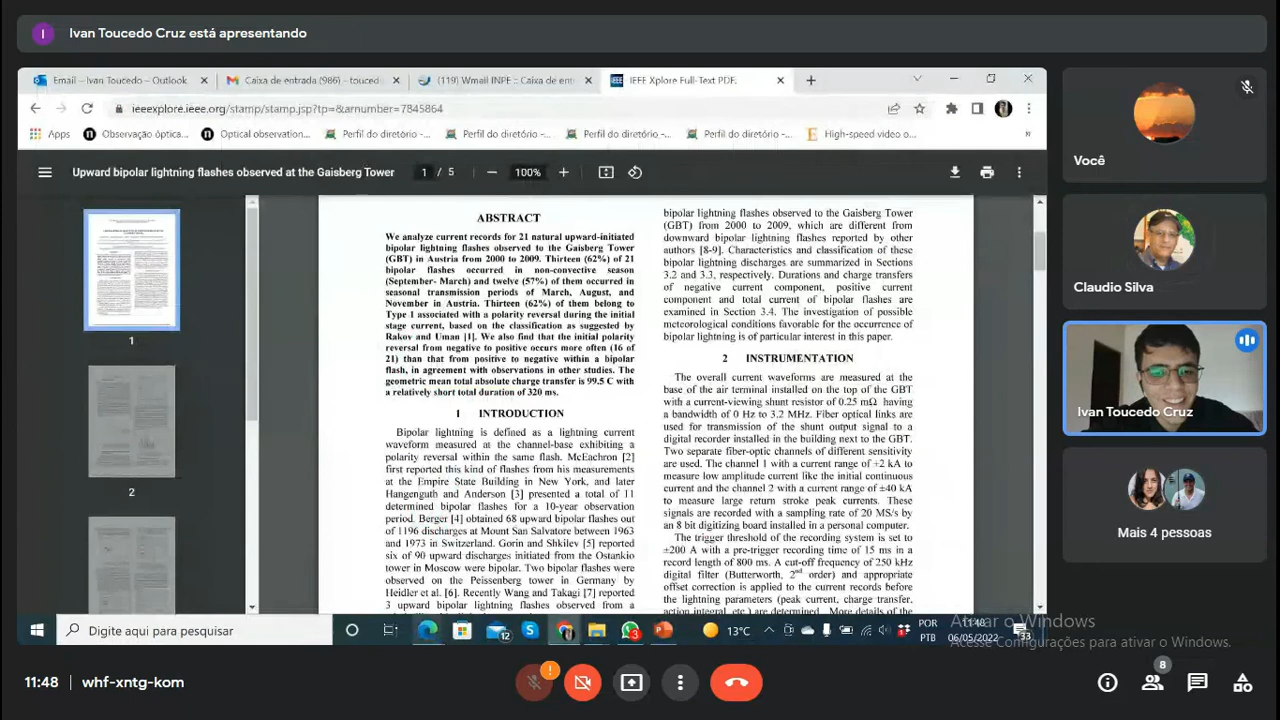 I
Ivan Toucedo Cruz está apresentando
Email – Ivan Toucedo – Outlook
Caixa de entrada (986) - touced
(119) Wmail INPE :: Caixa de ent
IEEE Xplore Full-Text PDF.
ieeexplore.ieee.org/stamp/stamp.jsp?tp=&arnumber=7845864
Apps
Observação óptica...
Optical observation...
Perfil do diretório -...
Perfil do diretório -...
Perfil do diretório -...
Perfil do diretório -...
High-speed video o...
Upward bipolar lightning flashes observed at the Gaisberg Tower
1 / 5
100%
1
2
ABSTRACT
We analyze current records for 21 natural upward-initiated
bipolar lightning flashes observed to the Gaisberg Tower
(GBT) in Austria from 2000 to 2009. Thirteen (62%) of 21
bipolar flashes occurred in non-convective season
(September- March) and twelve (57%) of them occurred in
seasonal transmission periods of March, August, and
November in Austria. Thirteen (62%) of them belong to
Type 1 associated with a polarity reversal during the initial
stage current, based on the classification as suggested by
Rakov and Uman [1]. We also find that the initial polarity
reversal from negative to positive occurs more often (16 of
21) than that from positive to negative within a bipolar
flash, in agreement with observations in other studies. The
geometric mean total absolute charge transfer is 99.5 C with
a relatively short total duration of 320 ms.
1 INTRODUCTION
Bipolar lightning is defined as a lightning current
waveform measured at the channel-base exhibiting a
polarity reversal within the same flash. McEachron [2]
first reported this kind of flashes from his measurements
at the Empire State Building in New York, and later
Hangenguth and Anderson [3] presented a total of 11
determined bipolar flashes for a 10-year observation
period. Berger [4] obtained 68 upward bipolar flashes out
of 1196 discharges at Mount San Salvatore between 1963
and 1973 in Switzerland. Gorin and Shkilev [5] reported
six of 90 upward discharges initiated from the Ostankio
tower in Moscow were bipolar. Two bipolar flashes were
observed on the Peissenberg tower in Germany by
Heidler et al. [6]. Recently Wang and Takagi [7] reported
3 upward bipolar lightning flashes observed from a
bipolar lightning flashes observed to the Gaisberg Tower
(GBT) from 2000 to 2009, which are different from
downward bipolar lightning flashes reported by other
authors [8-9]. Characteristics and classification of these
bipolar lightning discharges are summarized in Sections
3.2 and 3.3, respectively. Durations and charge transfers
of negative current component, positive current
component and total current of bipolar flashes are
examined in Section 3.4. The investigation of possible
meteorological conditions favorable for the occurrence of
bipolar lightning is of particular interest in this paper.
2 INSTRUMENTATION
The overall current waveforms are measured at the
base of the air terminal installed on the top of the GBT
with a current-viewing shunt resistor of 0.25 mΩ having
a bandwidth of 0 Hz to 3.2 MHz. Fiber optical links are
used for transmission of the shunt output signal to a
digital recorder installed in the building next to the GBT.
Two separate fiber-optic channels of different sensitivity
are used. The channel 1 with a current range of ±2 kA to
measure low amplitude current like the initial continuous
current and the channel 2 with a current range of ±40 kA
to measure large return stroke peak currents. These
signals are recorded with a sampling rate of 20 MS/s by
an 8 bit digitizing board installed in a personal computer.
The trigger threshold of the recording system is set to
±200 A with a pre-trigger recording time of 15 ms in a
record length of 800 ms. A cut-off frequency of 250 kHz
digital filter (Butterworth, 2nd order) and appropriate
offset correction is applied to the current records before
the lightning parameters (peak current, charge transfer,
action integral, etc.) are determined. More details of the
Digite aqui para pesquisar
12
3
13°C
POR
PTB
11:48
06/05/2022
33
Ativar o Windows
Acesse Configurações para ativar o Windows.
Você
Claudio Silva
Ivan Toucedo Cruz
Mais 4 pessoas
11:48 | whf-xntg-kom
8